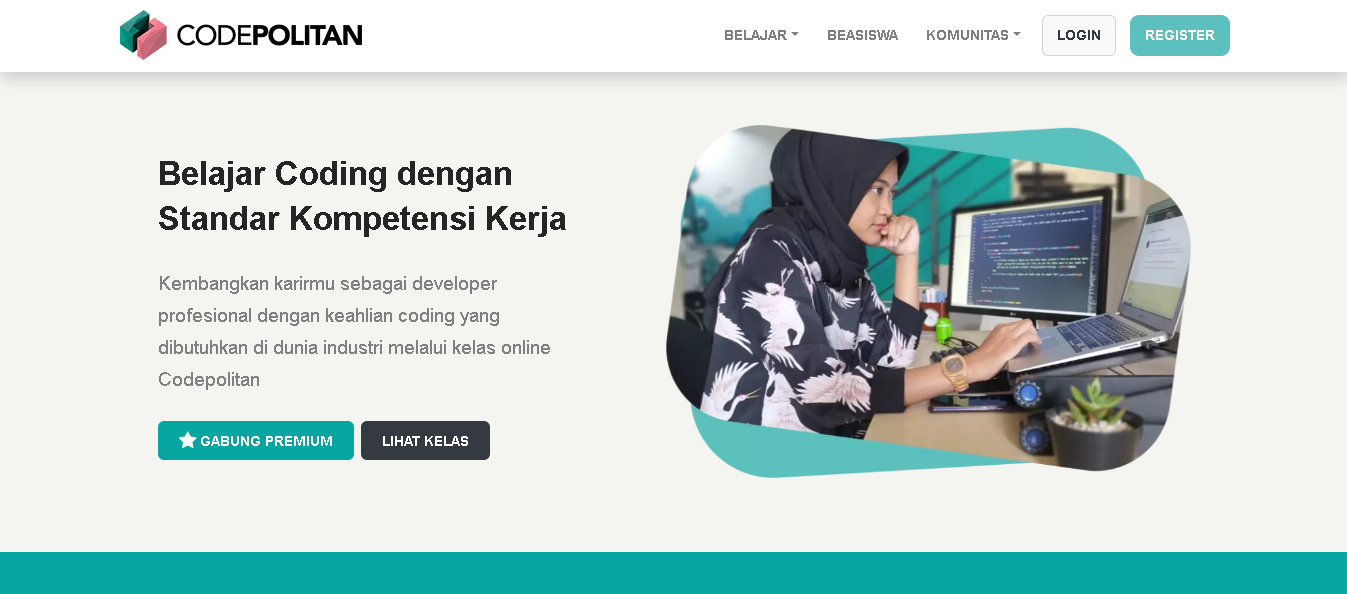 CODEPOLITAN
BELAJAR
BEASISWA
KOMUNITAS
LOGIN
REGISTER
Belajar Coding dengan
Standar Kompetensi Kerja
Kembangkan karirmu sebagai developer
profesional dengan keahlian coding yang
dibutuhkan di dunia industri melalui kelas online
Codepolitan
GABUNG PREMIUM
LIHAT KELAS